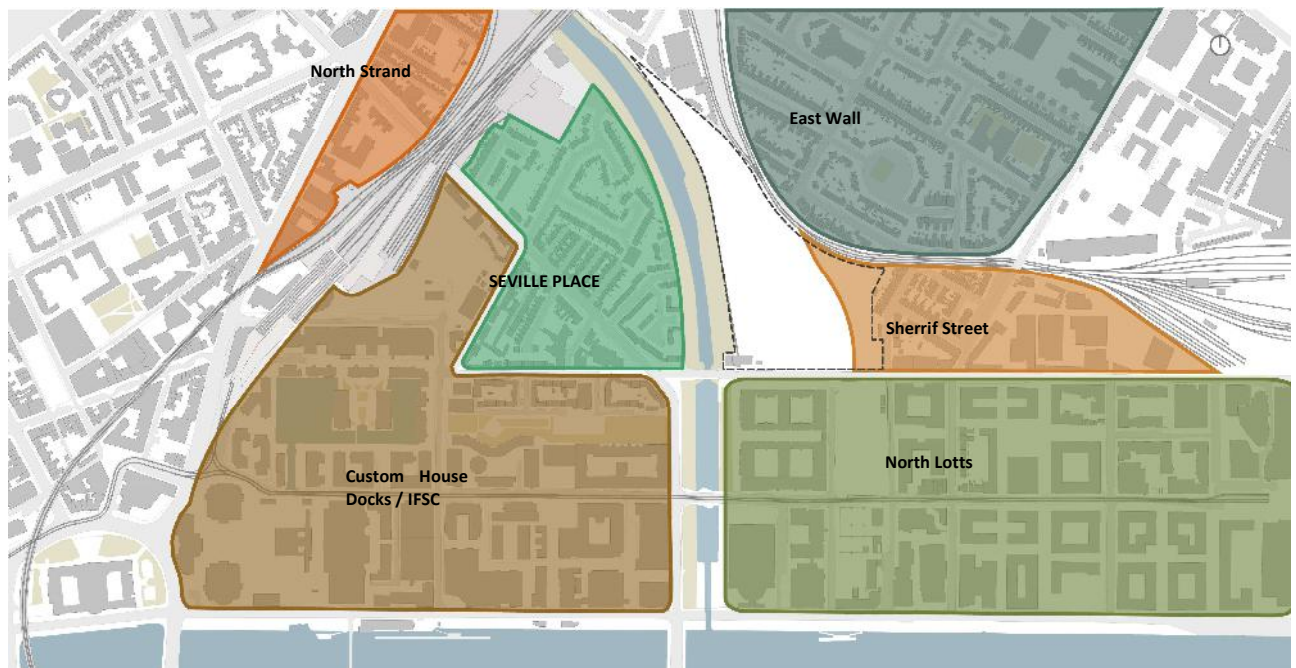 North Strand
East Wall
SEVILLE PLACE
Sherrif Street
North Lotts
Custom House
Docks / IFSC